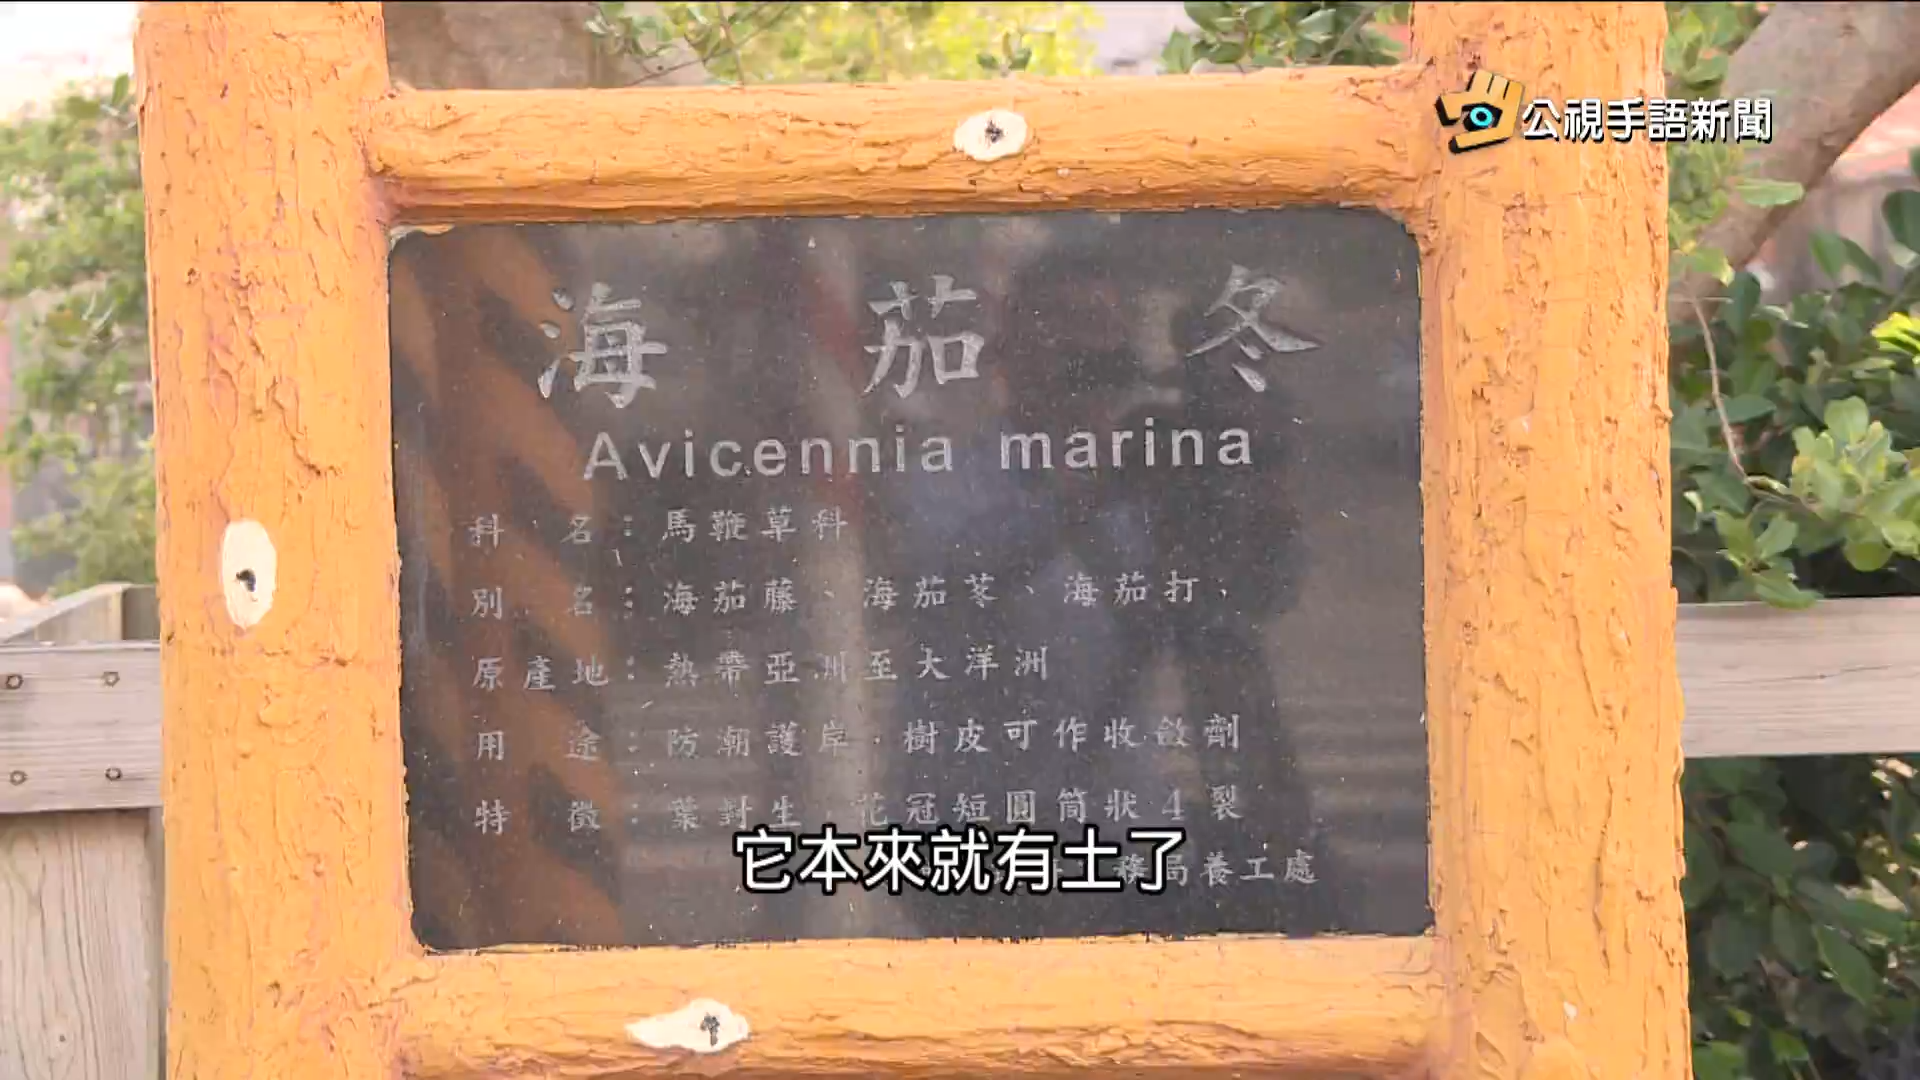 公視手語新聞
海茄冬
Avicennia marina
科名：馬鞭草科
別名：海茄藤、海茄苳、海茄打、
原產地：熱帶亞洲至大洋洲
用途：防潮護岸．樹皮可作收斂劑
特徵：葉對生 花冠短圓筒狀4裂
務局養工處
它本來就有土了